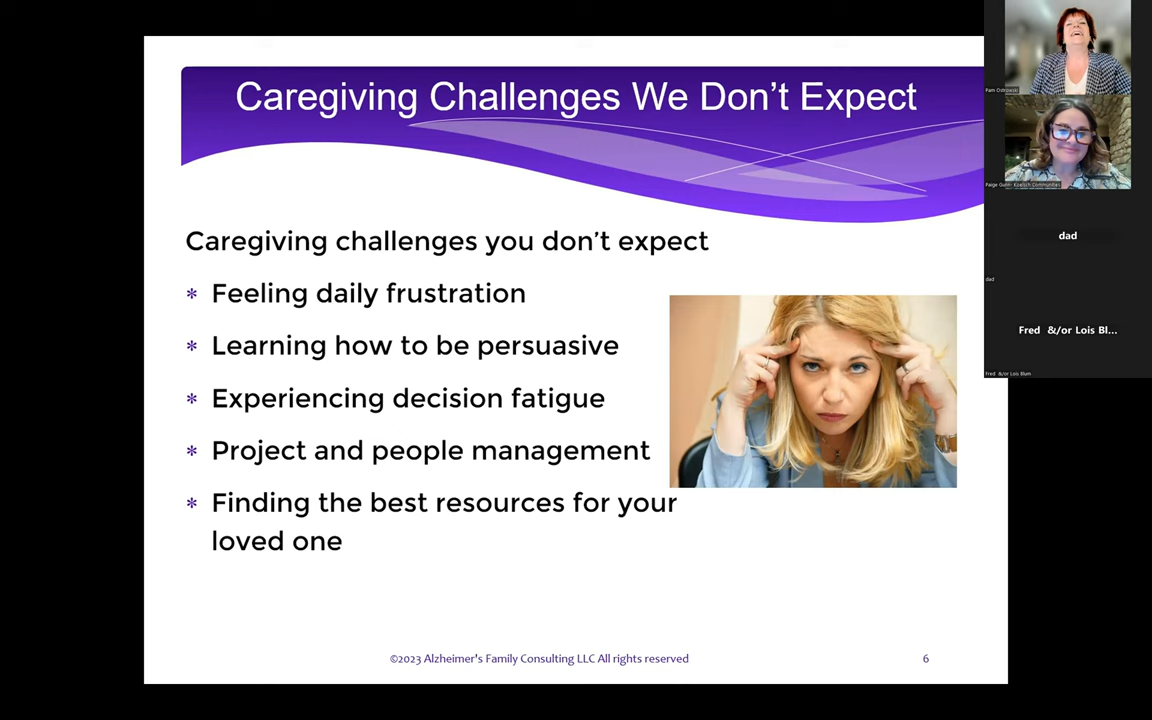 Caregiving Challenges We Don't Expect
Caregiving challenges you don't expect
* Feeling daily frustration
* Learning how to be persuasive
* Experiencing decision fatigue
* Project and people management
* Finding the best resources for your
loved one
©2023 Alzheimer's Family Consulting LLC All rights reserved
6
Pam Ostrowski
Paige Quinn- Koelsch Communities
dad
dad
Fred &/or Lois Bl...
Fred &/or Lois Blum